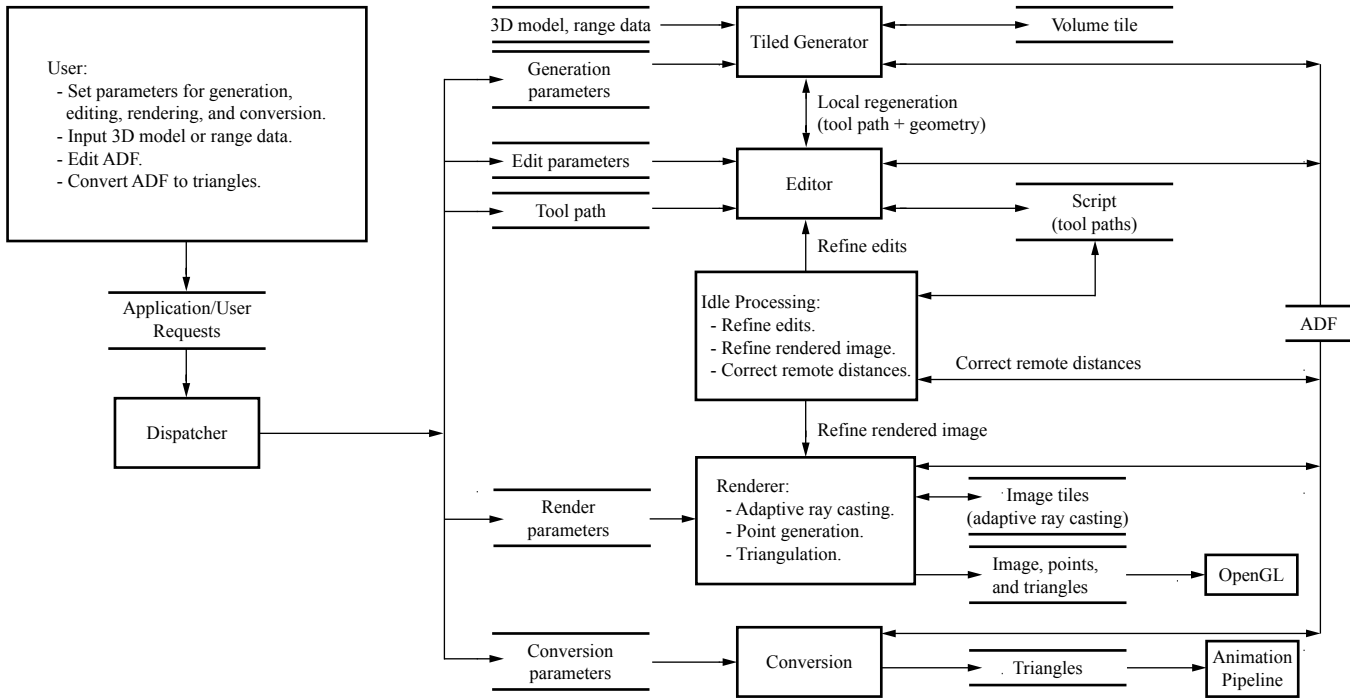 User:
- Set parameters for generation,
editing, rendering, and conversion.
- Input 3D model or range data.
- Edit ADF.
- Convert ADF to triangles.
Application/User
Requests
Dispatcher
3D model, range data
Generation
parameters
Edit parameters
Tool path
Render
parameters
Conversion
parameters
Tiled Generator
Local regeneration
(tool path + geometry)
Editor
Refine edits
Idle Processing:
- Refine edits.
- Refine rendered image.
- Correct remote distances.
Refine rendered image
Renderer:
- Adaptive ray casting.
- Point generation.
- Triangulation.
Conversion
Volume tile
Script
(tool paths)
Correct remote distances
Image tiles
(adaptive ray casting)
Image, points,
and triangles
Triangles
OpenGL
Animation
Pipeline
ADF